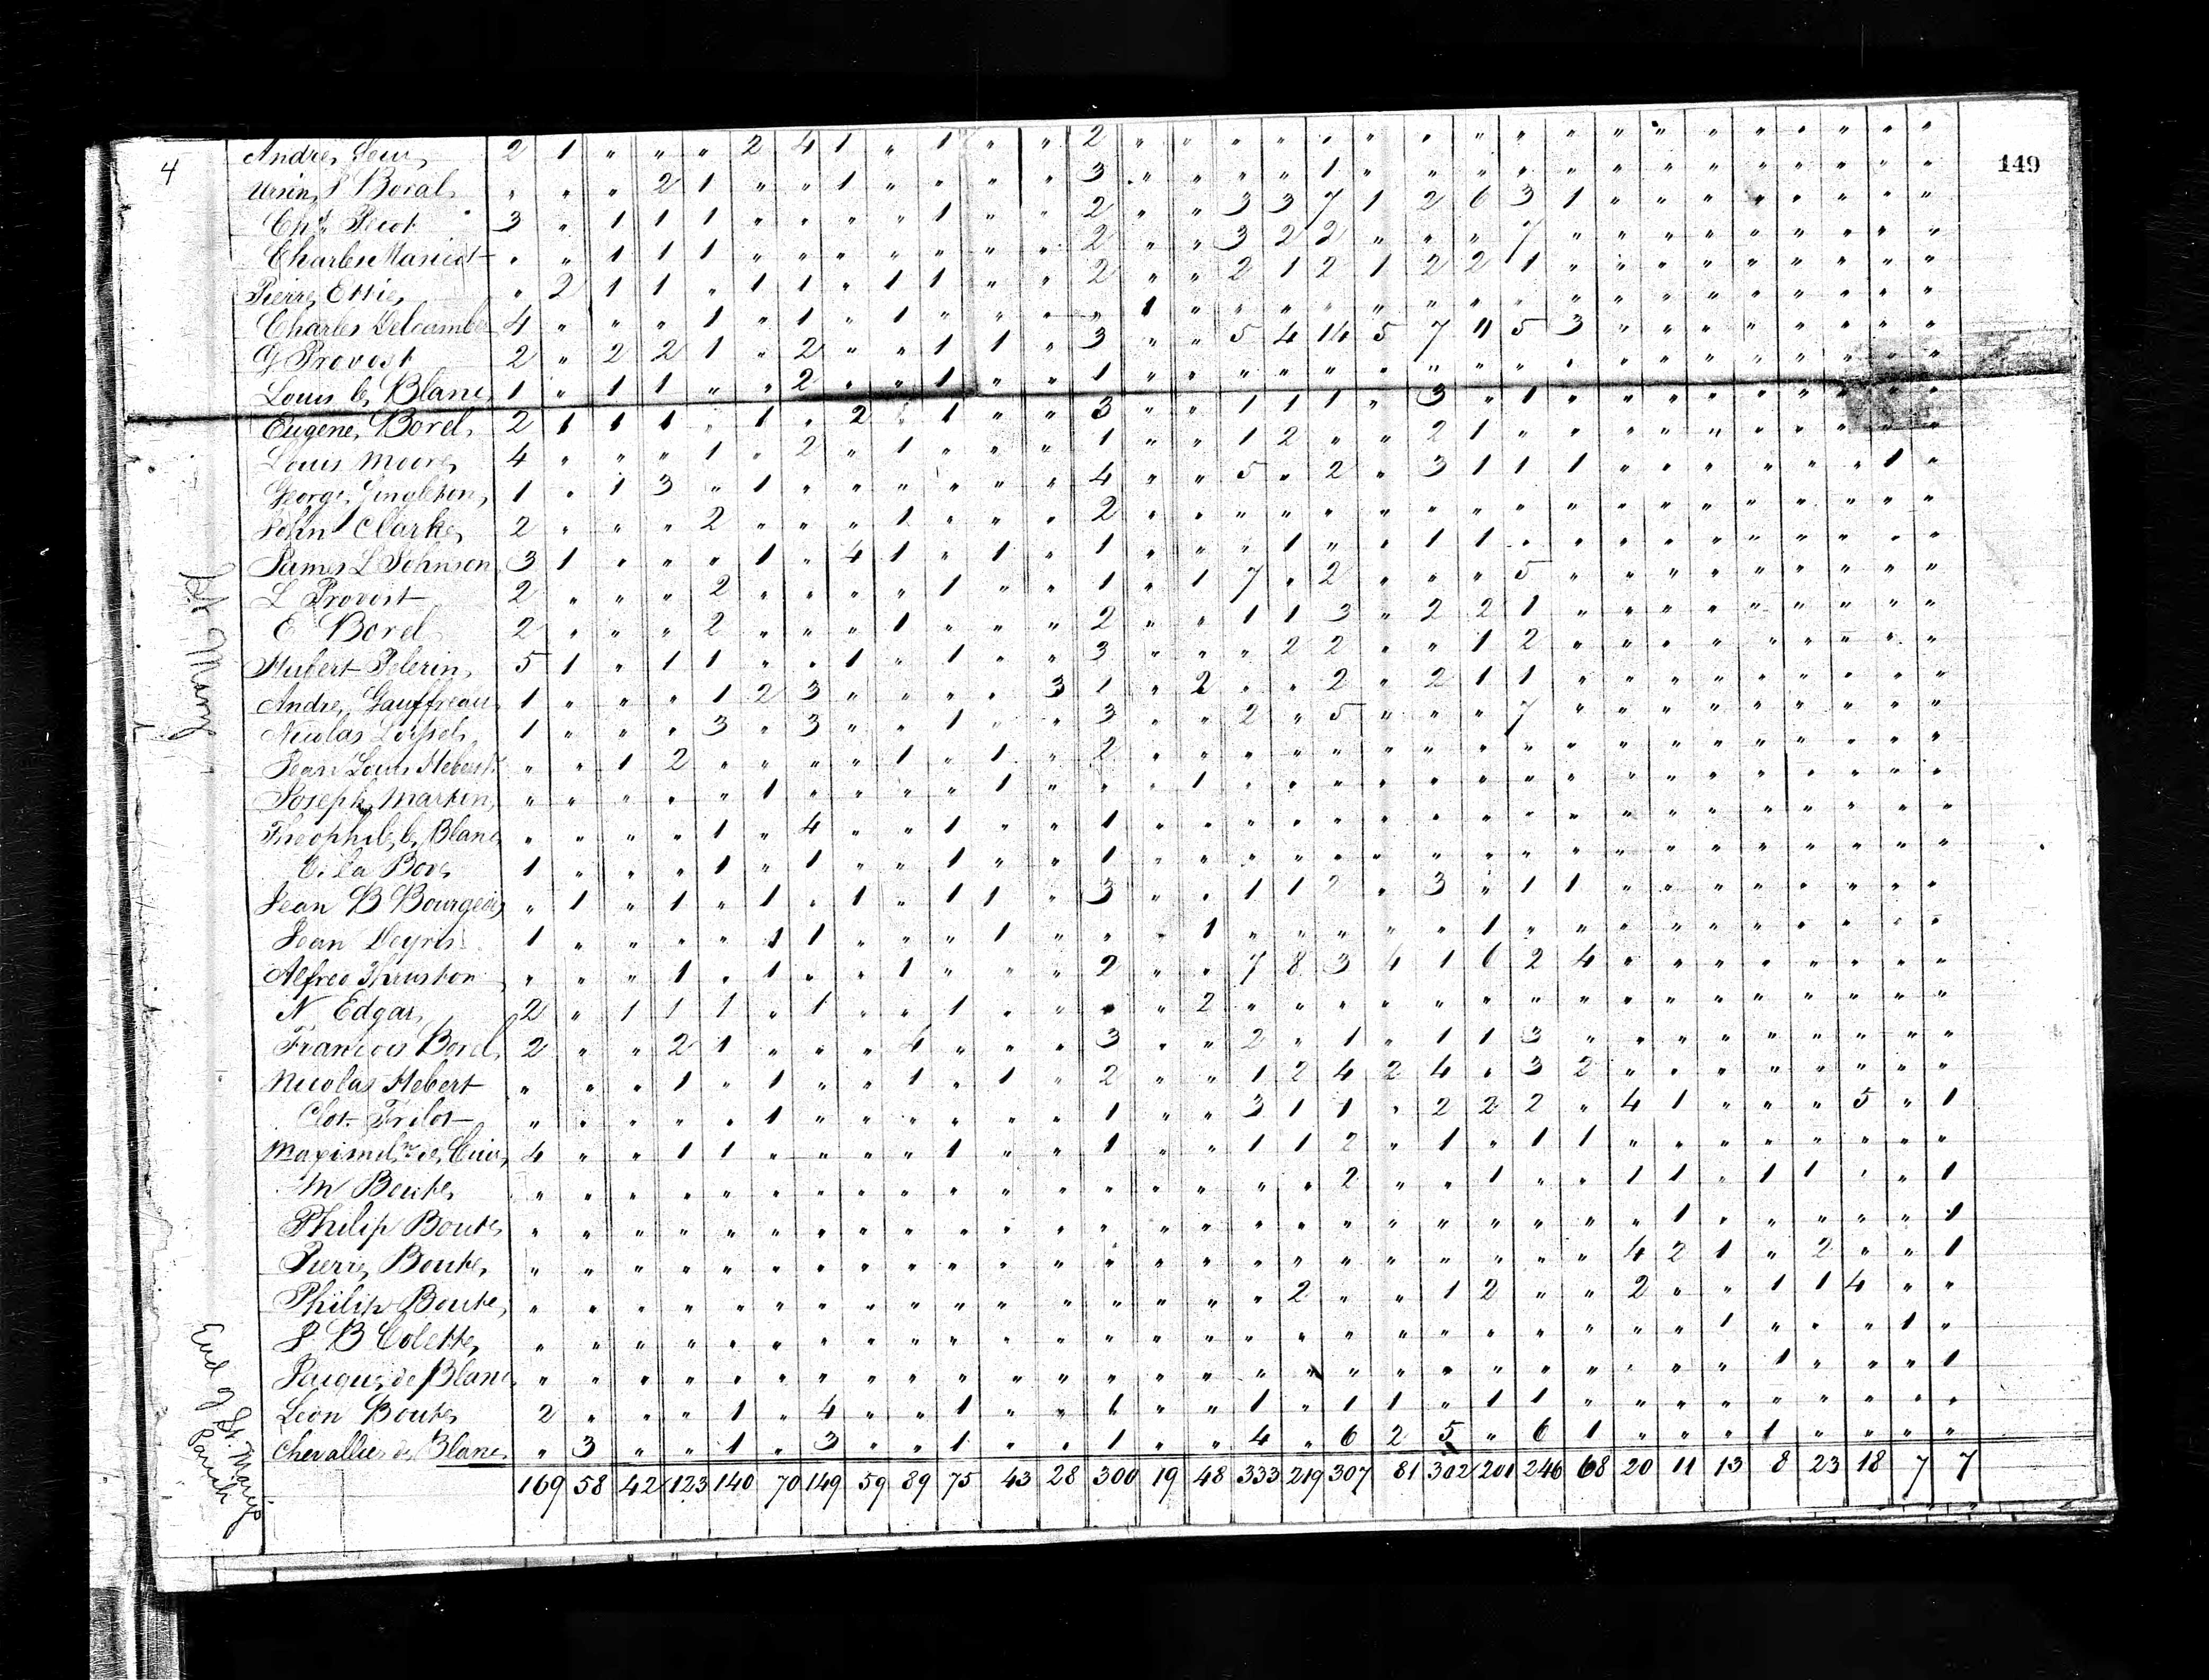 4 Andre, Sew, 2 1 " " " 2 4 1 " 1 " " 2 " " " " " " " " " " " " " " " " " "
149
Ursin, P Boral, " " " 2 1 " " 1 " " " " 3 " " " " 1 " " " " " " " " " " " " "
Chs. Picot 3 " 1 1 1 " " " " 1 " " 2 " " 3 3 7 1 2 6 3 1 " " " " " " " "
Charles " " 1 1 1 " " " " " " " 2 " " 3 2 2 " " " 7 " " " " " " " " "
Pierre, Ettie, " 2 1 1 " 1 1 " 1 1 " " 2 " " 2 1 2 1 2 2 1 " " " " " " " " "
Charles Delcambre 4 " " " 1 " 1 " 1 " " " " 1 " " " " " " " " " " " " " " " " "
G Provost 2 " 2 2 1 " 2 " " 1 1 " 3 " " 5 4 14 5 7 11 5 3 " " " " " " " "
Louis le, Blanc, 1 " 1 1 " " 2 " " 1 " " 1 " " " " " " " " " " " " " " " " " "
Eugene, Borel, 2 1 1 1 " 1 " 2 " 1 " " 3 " " 1 1 1 " 3 " 1 " " " " " " " " "
Louis Moore, 4 " " " 1 " 2 " 1 " " " 1 " " 1 2 " " 2 1 " " " " " " " " " "
George, Singleton, 1 " 1 3 " 1 " " " " " " 4 " " 5 " 2 " 3 1 1 1 " " " " " " 1 "
John Clarke, 2 " " " 2 " " " 1 " " " 2 " " " " " " " " " " " " " " " " " "
James L Johnson, 3 1 " " " 1 " 4 1 " 1 " 1 " " " 1 " " 1 1 " " " " " " " " " "
L Provost 2 " " " 2 " " " " 1 " " 1 " 1 7 " 2 " " " 5 " " " " " " " " "
E Borel 2 " " " 2 " " " 1 " " " 2 " " 1 1 3 " 2 2 1 " " " " " " " " "
St Mary
Hubert Pelerin, 5 1 " 1 1 " " 1 " 1 " " 3 " " " 2 2 " " 1 2 " " " " " " " " "
Andre, Gauffreau 1 " " " 1 2 3 " " " " 3 1 " 2 " " 2 " 2 1 1 " " " " " " " " "
Nicolas Loissel, 1 " " " 3 " 3 " " 1 " " 3 " " 2 " 5 " " " 7 " " " " " " " " "
Jean Louis Hebert " " 1 2 " " " " 1 " 1 " 2 " " " " " " " " " " " " " " " " " "
Joseph, Martin, " " " " " 1 " " " " 1 " " " 1 " " " " " " " " " " " " " " " "
Theophile, le, Blanc, " " " " 1 " 4 " " 1 " " 1 " " " " " " " " " " " " " " " " " "
C. La Bove 1 " " " 1 " 1 " " 1 " " 1 " " " " " " " " " " " " " " " " " "
Jean B Bourgeois " 1 " 1 " 1 " 1 " 1 1 " 3 " " 1 1 2 " 3 " 1 1 " " " " " " " "
Jean Deyris 1 " " " " 1 1 " " " 1 " " " 1 " " " " " 1 " " " " " " " " " "
Alfred Thruston " " " 1 " 1 " " 1 " " " 2 " " 7 8 3 4 1 6 2 4 " " " " " " " "
N Edgar, 2 " 1 1 1 " 1 " " 1 " " " " 2 " " " " " " " " " " " " " " " "
Francois Borel, 2 " " 2 1 " " " 4 " " " 3 " " 2 " 1 " 1 1 3 " " " " " " " " "
Nicolas Hebert " " " 1 " 1 " " 1 " 1 " 2 " " 1 2 4 2 4 " 3 2 " " " " " " " "
Clot. Frilot " " " " " 1 " " " " " " 1 " " 3 1 1 " 2 2 2 " 4 1 " " " 5 " 1
4 " " 1 1 " " " " 1 " " 1 " " 1 1 2 " 1 " 1 1 " " " " " " " "
M Boute, " " " " " " " " " " " " " " " " " 2 " " 1 " " 1 1 " 1 1 " " 1
Philip Boute, " " " " " " " " " " " " " " " " " " " " " " " " 1 " " " " " 1
Pierre, Boute, " " " " " " " " " " " " " " " " " " " " " " " 4 2 1 " 2 " " 1
Philip Boute, " " " " " " " " " " " " " " " " 2 " " 1 2 " " 2 " " 1 1 4 " "
J. B Colette, " " " " " " " " " " " " " " " " " " " " " " " " " 1 " " " 1 "
Jaques, de Blanc, " " " " " " " " " " " " " " " " " " " " " " " " " " 1 " " " 1
Leon Boute, 2 " " " 1 " 4 " " 1 " " 1 " " 1 " 1 1 " 1 1 " " " " " " " " "
Chevallier de, Blanc, " 3 " " 1 " 3 " " 1 " " 1 " " 4 " 6 2 5 " 6 1 " " " 1 " " " "
End of St. Mary's Parish
169 58 42 123 140 70 149 59 89 75 43 28 300 19 48 333 219 307 81 302 201 246 68 20 11 13 8 23 18 7 7